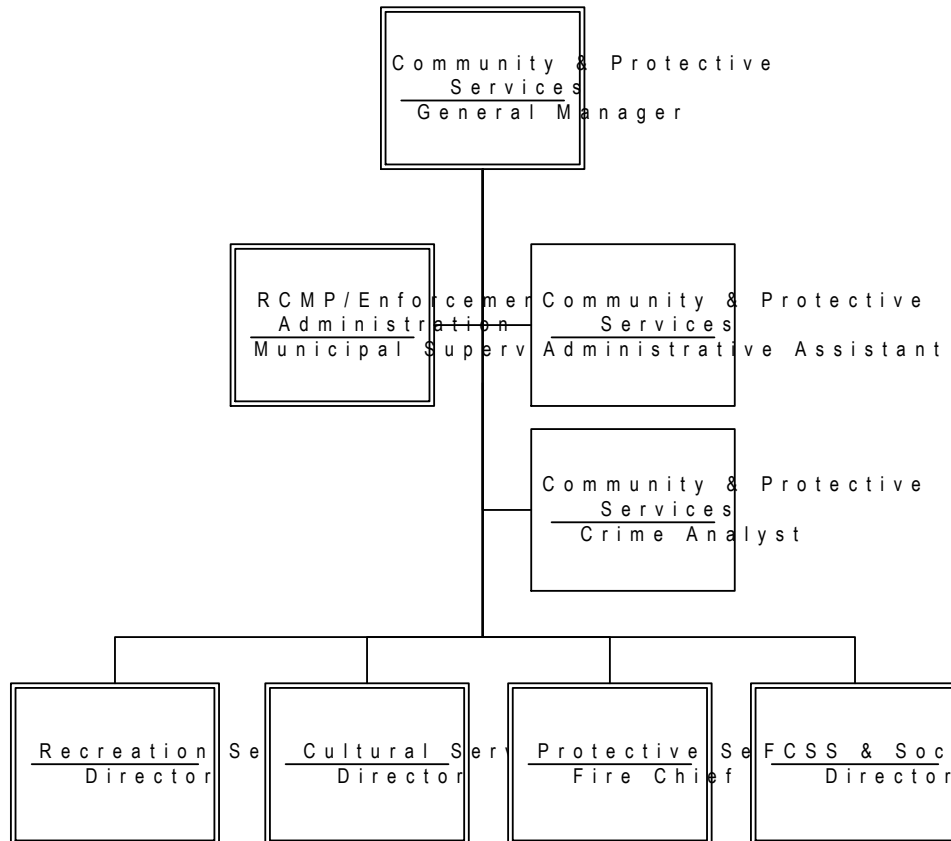 Community & Protective
Services
General Manager
RCMP/Enforcemen
Administration
Municipal Superv
Community & Protective
Services
Administrative Assistant
Community & Protective
Services
Crime Analyst
Recreation Se
Director
Cultural Serv
Director
Protective Se
Fire Chief
FCSS & Soc
Director